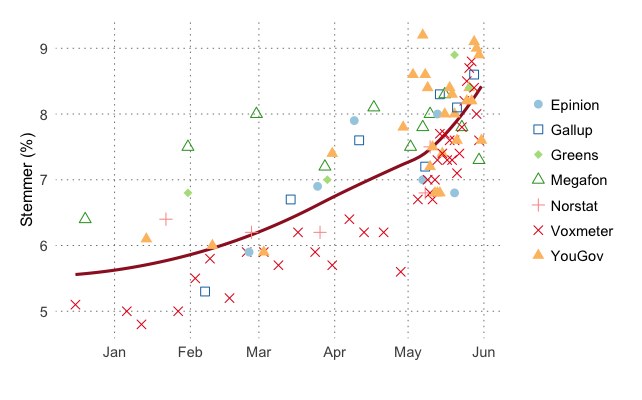 9
8
7
6
5
Stemmer (%)
Jan Feb Mar Apr May Jun
Epinion
Gallup
Greens
Megafon
Norstat
Voxmeter
YouGov